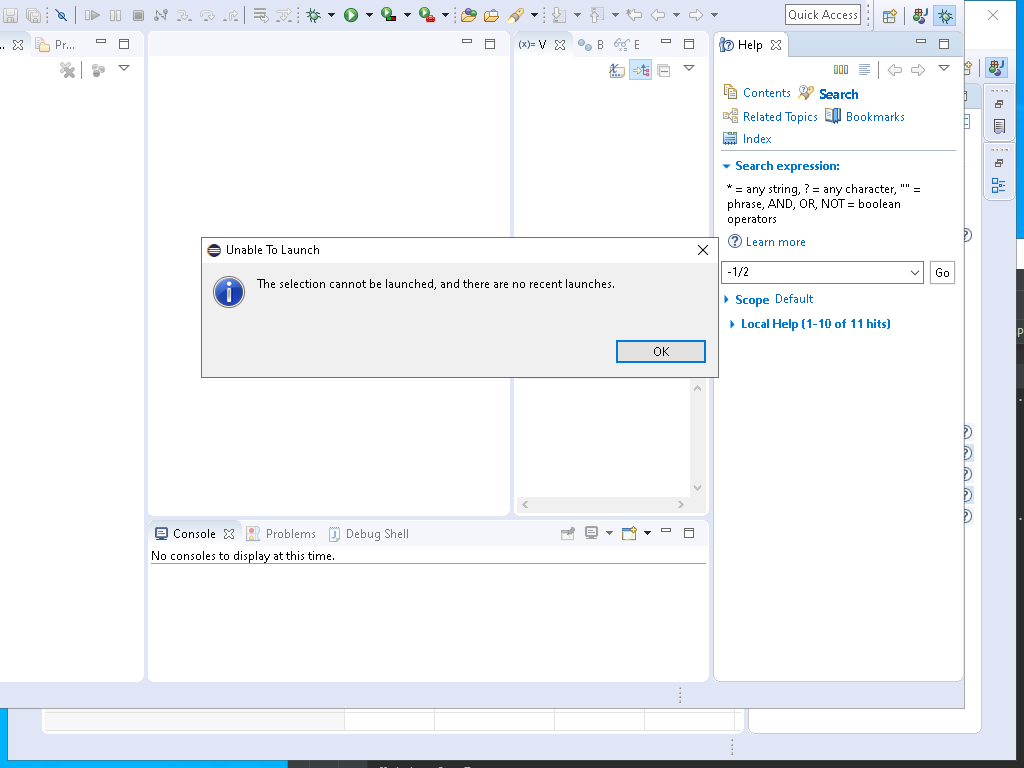 Quick Access
Pr...
(x)= V
B
E
Help
Contents
Search
Related Topics
Bookmarks
Index
Search expression:
* = any string, ? = any character, "" =
phrase, AND, OR, NOT = boolean
operators
Learn more
-1/2
Go
Scope Default
Local Help (1-10 of 11 hits)
Unable To Launch
The selection cannot be launched, and there are no recent launches.
OK
Console
Problems
Debug Shell
No consoles to display at this time.